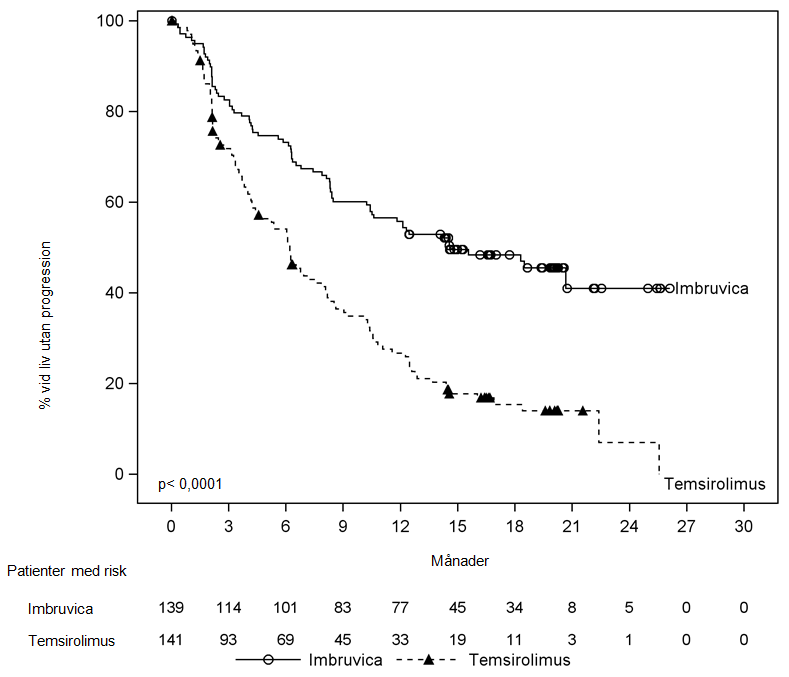 100
80
60
40
20
0
% vid liv utan progression
Imbruvica
Temsirolimus
p< 0,0001
0 3 6 9 12 15 18 21 24 27 30
Månader
Patienter med risk
Imbruvica 139 114 101 83 77 45 34 8 5 0 0
Temsirolimus 141 93 69 45 33 19 11 3 1 0 0
Imbruvica Temsirolimus